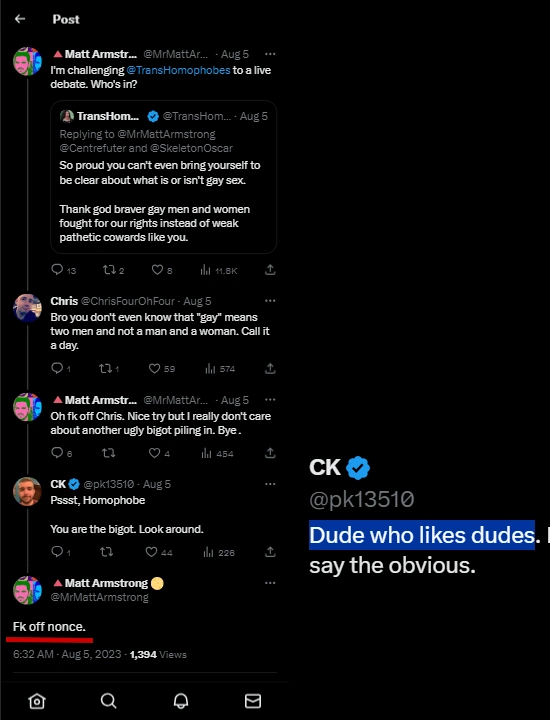 Post
Matt Armstr... @MrMattAr... · Aug 5
I'm challenging @TransHomophobes to a live
debate. Who's in?
TransHom... @TransHom... · Aug 5
Replying to @MrMattArmstrong
@Centrefuter and @SkeletonOscar
So proud you can't even bring yourself to
be clear about what is or isn't gay sex.
Thank god braver gay men and women
fought for our rights instead of weak
pathetic cowards like you.
13 2 8 11.8K
Chris @ChrisFourOhFour · Aug 5
Bro you don't even know that "gay" means
two men and not a man and a woman. Call it
a day.
1 1 59 574
Matt Armstr... @MrMattAr... · Aug 5
Oh fk off Chris. Nice try but I really don't care
about another ugly bigot piling in. Bye .
6 4 454
CK @pk13510 · Aug 5
Pssst, Homophobe
You are the bigot. Look around.
1 44 226
Matt Armstrong
@MrMattArmstrong
Fk off nonce.
6:32 AM · Aug 5, 2023 · 1,394 Views
CK
@pk13510
Dude who likes dudes.
say the obvious.